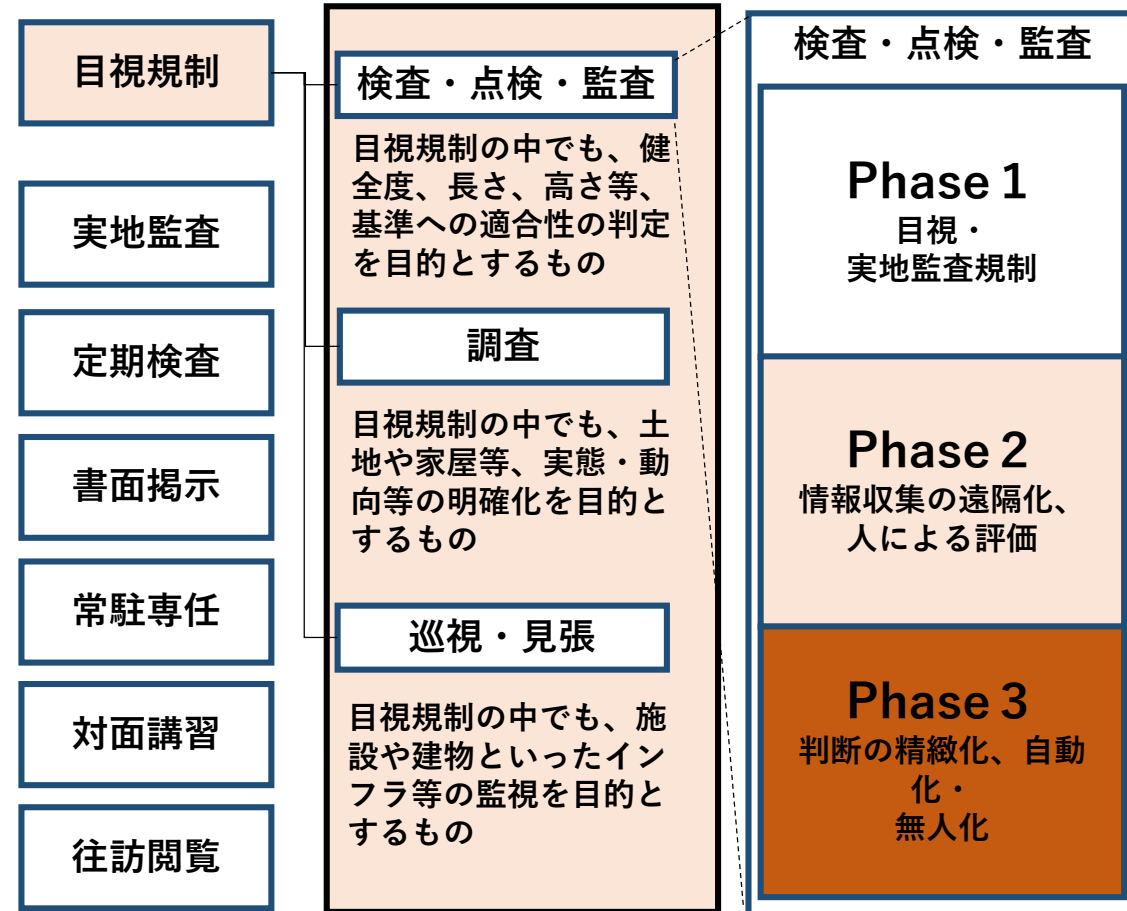 目視規制
実地監査
定期検査
書面掲示
常駐専任
対面講習
往訪閲覧
検査・点検・監査
目視規制の中でも、健
全度、長さ、高さ等、
基準への適合性の判定
を目的とするもの
調査
目視規制の中でも、土
地や家屋等、実態・動
向等の明確化を目的と
するもの
巡視・見張
目視規制の中でも、施
設や建物といったイン
フラ等の監視を目的と
するもの
検査・点検・監査
Phase 1
目視・
実地監査規制
Phase 2
情報収集の遠隔化、
人による評価
Phase 3
判断の精緻化、自動
化・
無人化